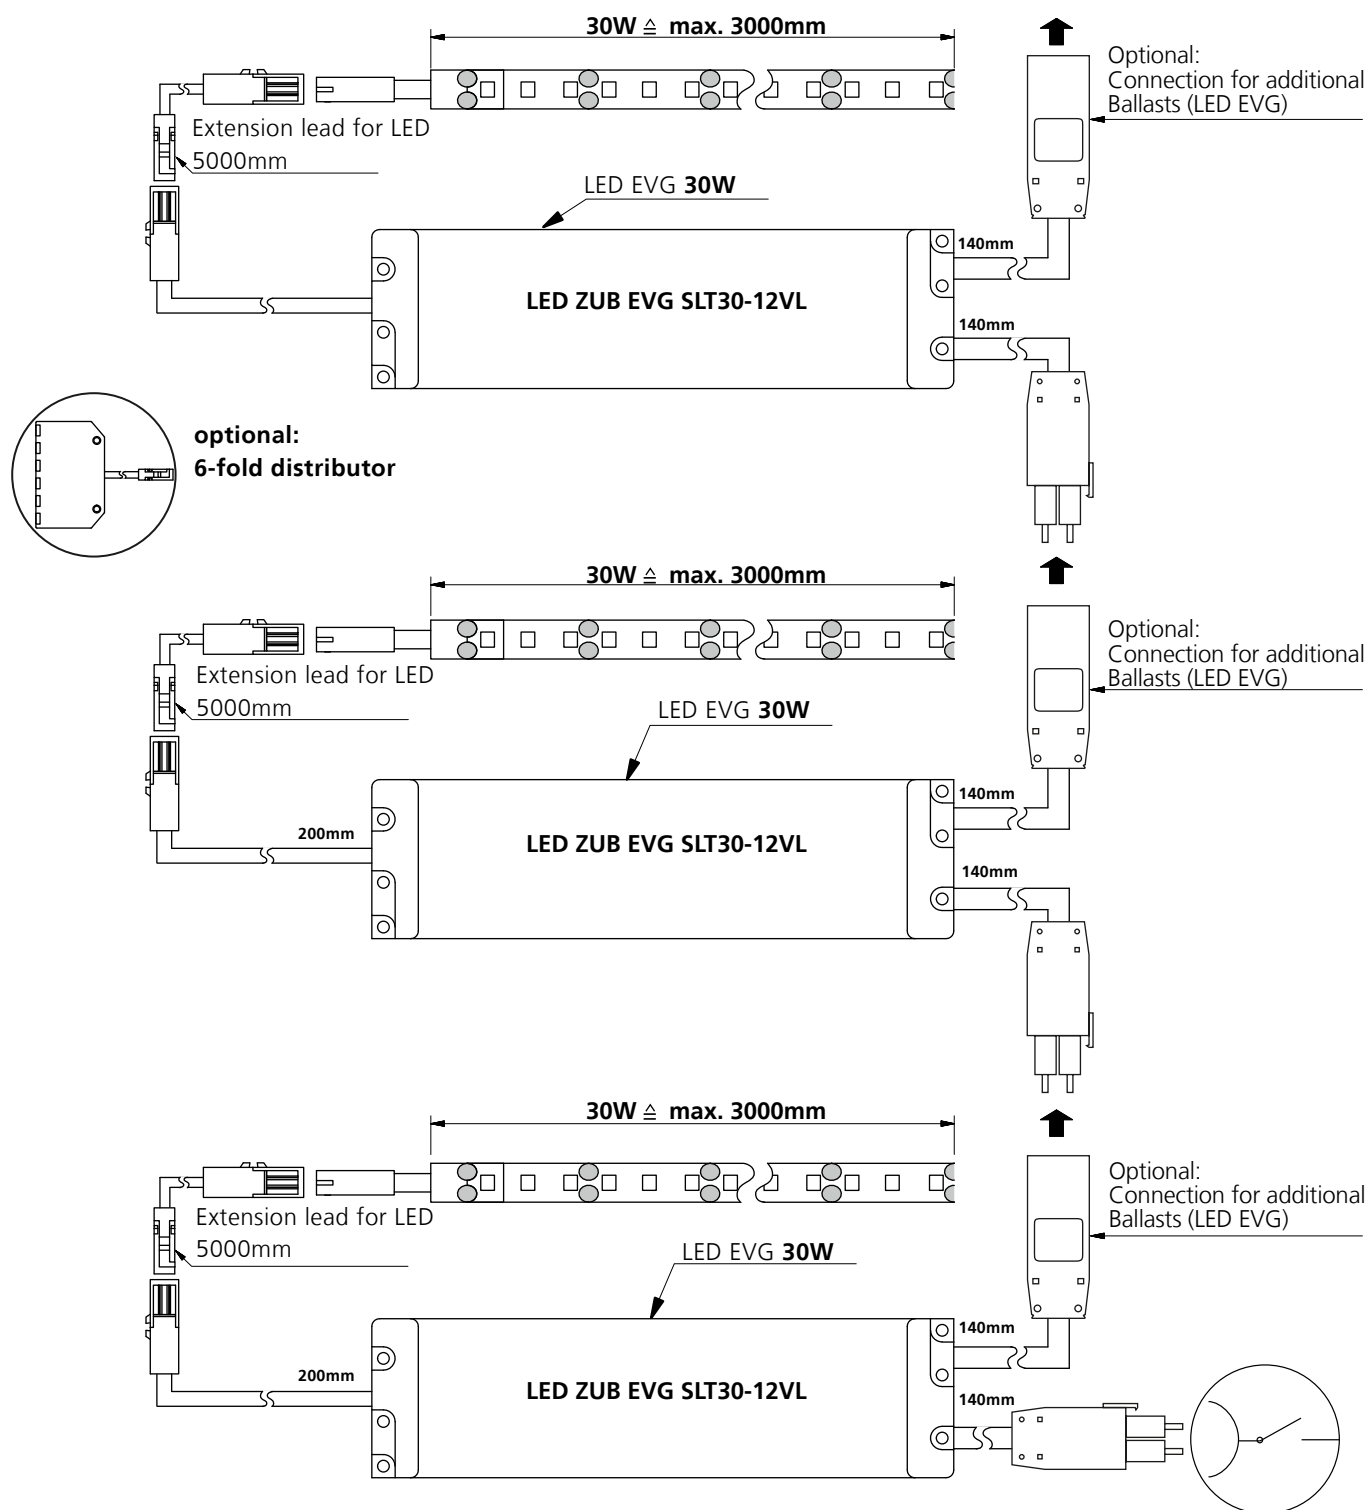 30W ≙ max. 3000mm
Optional:
Connection for additional
Ballasts (LED EVG)
Extension lead for LED
5000mm
LED EVG 30W
140mm
LED ZUB EVG SLT30-12VL
140mm
optional:
6-fold distributor
30W ≙ max. 3000mm
Optional:
Connection for additional
Ballasts (LED EVG)
Extension lead for LED
5000mm
LED EVG 30W
140mm
200mm
LED ZUB EVG SLT30-12VL
140mm
30W ≙ max. 3000mm
Optional:
Connection for additional
Ballasts (LED EVG)
Extension lead for LED
5000mm
LED EVG 30W
140mm
200mm
LED ZUB EVG SLT30-12VL
140mm